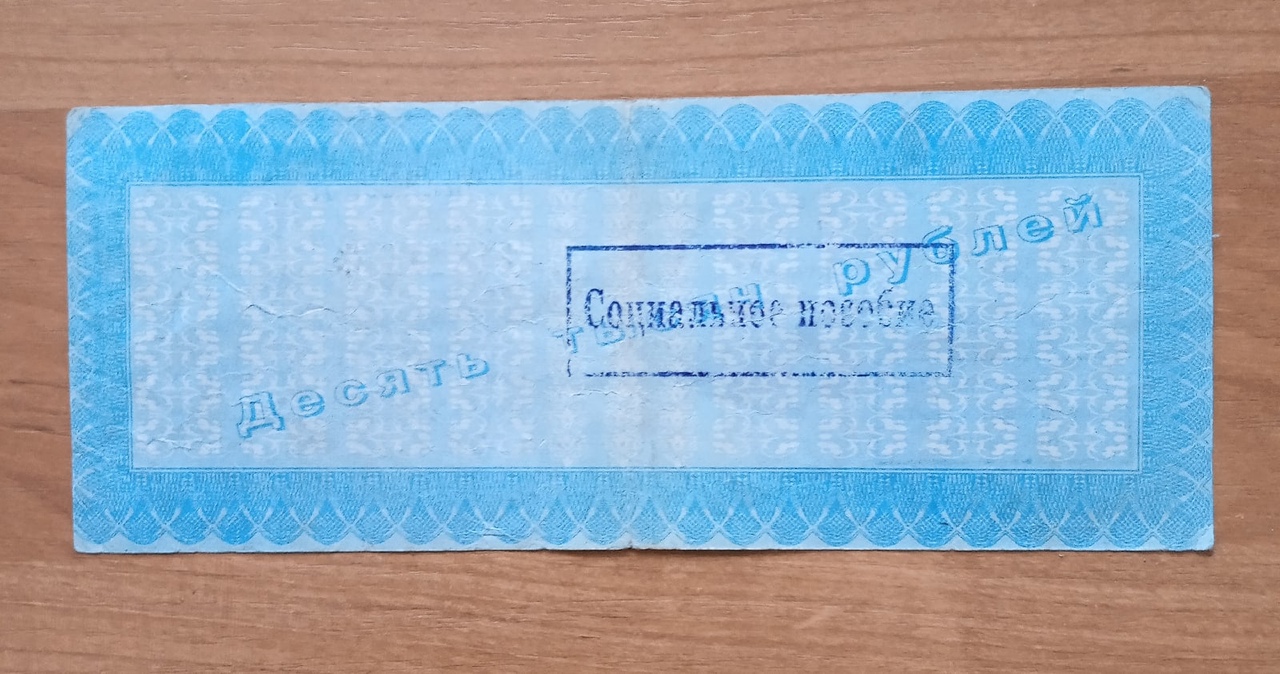 Десять тысяч рублей
Социальное пособие